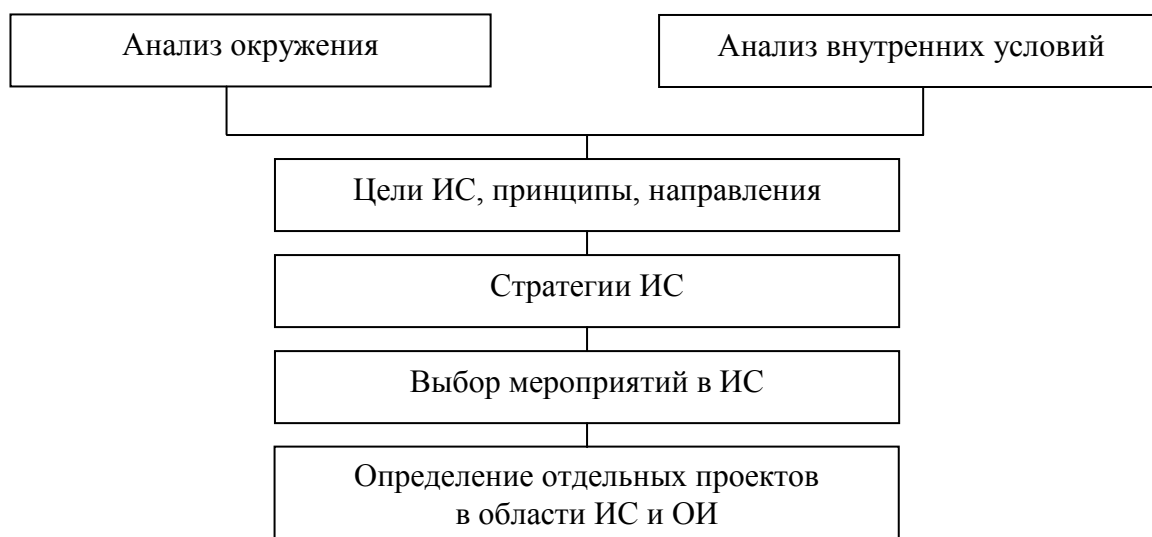 Анализ окружения
Анализ внутренних условий
Цели ИС, принципы, направления
Стратегии ИС
Выбор мероприятий в ИС
Определение отдельных проектов
в области ИС и ОИ